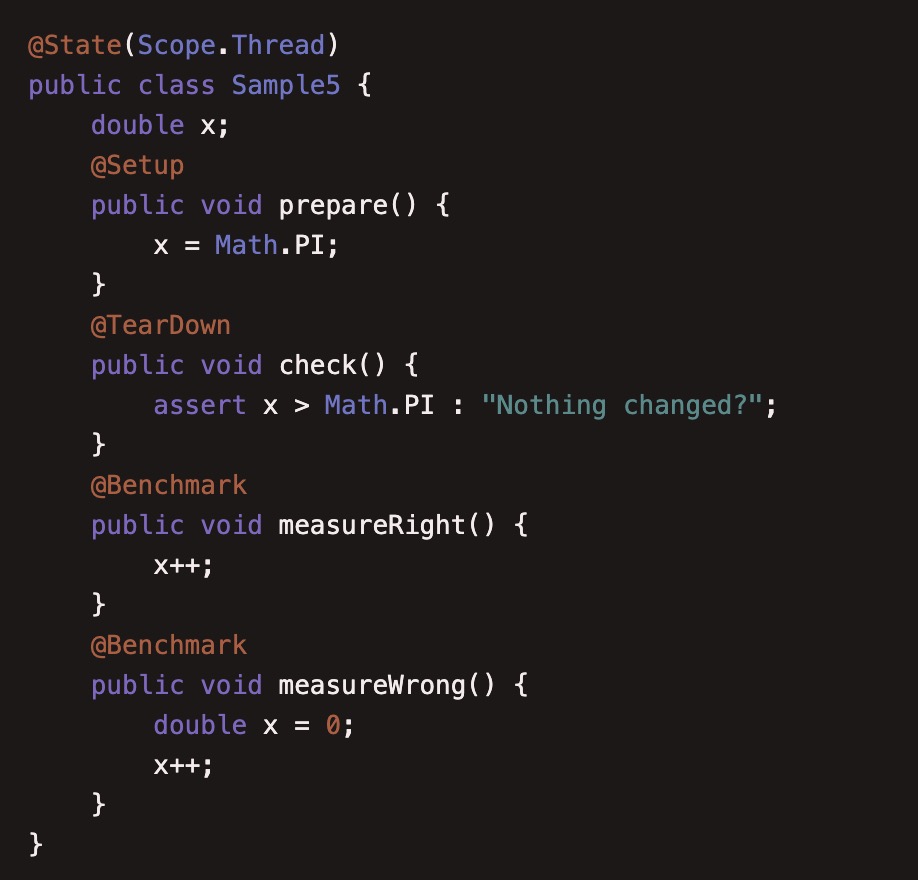 @State(Scope.Thread)
public class Sample5 {
    double x;
    @Setup
    public void prepare() {
        x = Math.PI;
    }
    @TearDown
    public void check() {
        assert x > Math.PI : "Nothing changed?";
    }
    @Benchmark
    public void measureRight() {
        x++;
    }
    @Benchmark
    public void measureWrong() {
        double x = 0;
        x++;
    }
}